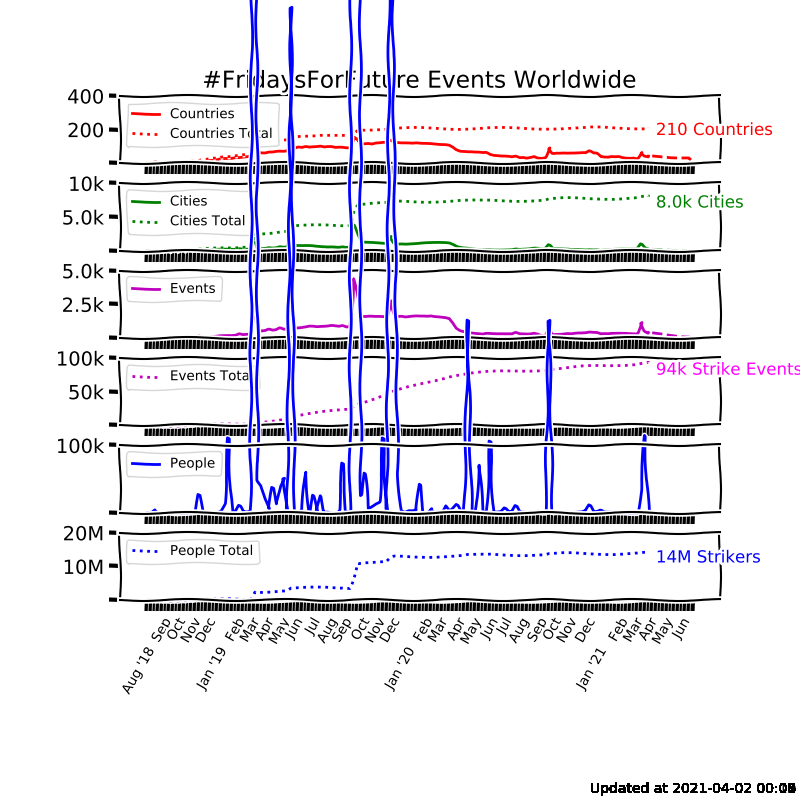 #FridaysForFuture Events Worldwide
400
200
Countries
Countries Total
210 Countries
10k
5.0k
Cities
Cities Total
8.0k Cities
5.0k
2.5k
Events
100k
50k
Events Total
94k Strike Events
100k
People
20M
10M
People Total
14M Strikers
Aug '18 Sep Oct Nov Dec Jan '19 Feb Mar Apr May Jun Jul Aug Sep Oct Nov Dec Jan '20 Feb Mar Apr May Jun Jul Aug Sep Oct Nov Dec Jan '21 Feb Mar Apr May Jun
Updated at 2021-04-02